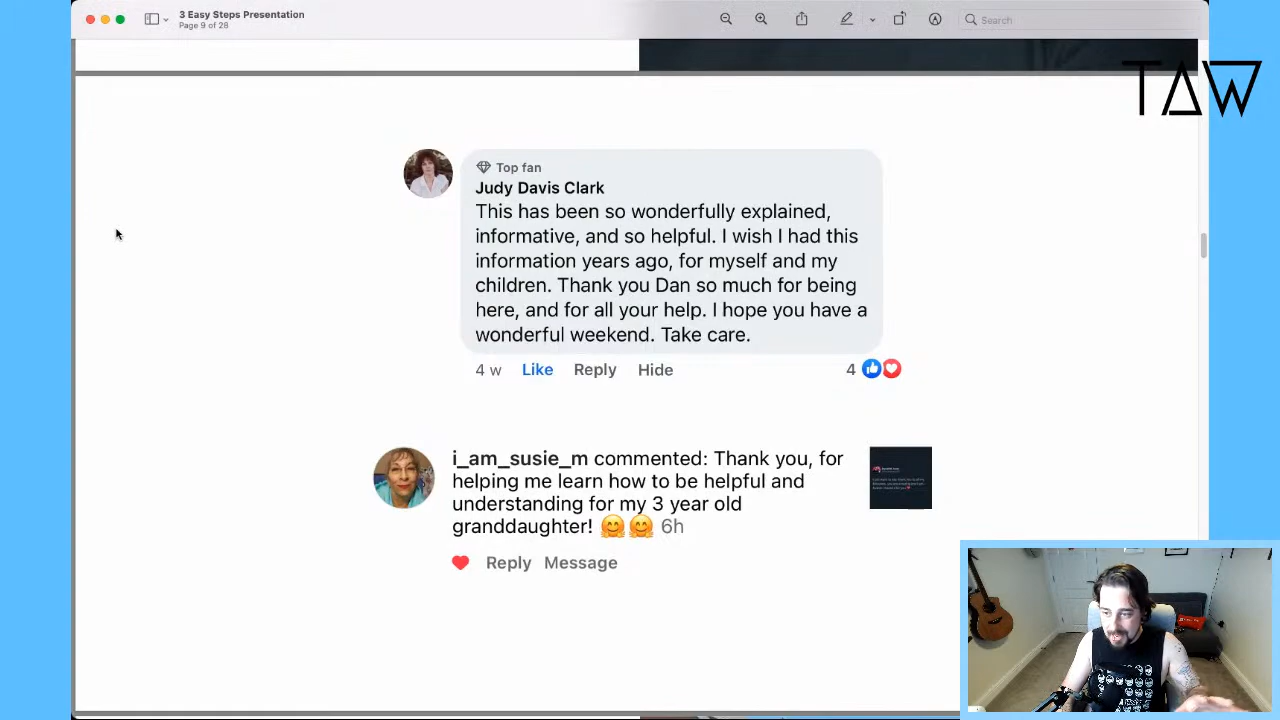 3 Easy Steps Presentation
Page 9 of 28
Search
TAW
Top fan
Judy Davis Clark
This has been so wonderfully explained,
informative, and so helpful. I wish I had this
information years ago, for myself and my
children. Thank you Dan so much for being
here, and for all your help. I hope you have a
wonderful weekend. Take care.
4 w Like Reply Hide 4
i_am_susie_m commented: Thank you, for
helping me learn how to be helpful and
understanding for my 3 year old
granddaughter! 🤗🤗 6h
Reply Message